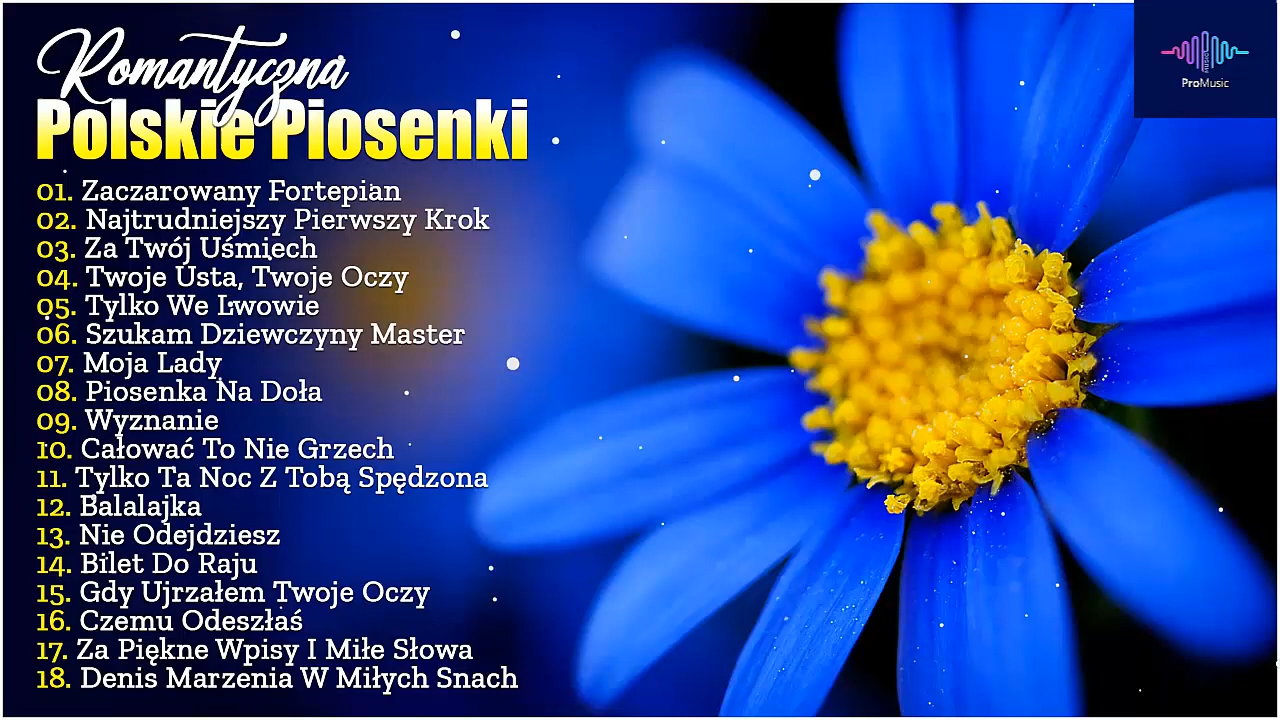 Romantyczna
Polskie Piosenki
01. Zaczarowany Fortepian
02. Najtrudniejszy Pierwszy Krok
03. Za Twój Uśmiech
04. Twoje Usta, Twoje Oczy
05. Tylko We Lwowie
06. Szukam Dziewczyny Master
07. Moja Lady
08. Piosenka Na Doła
09. Wyznanie
10. Całować To Nie Grzech
11. Tylko Ta Noc Z Tobą Spędzona
12. Balalajka
13. Nie Odejdziesz
14. Bilet Do Raju
15. Gdy Ujrzałem Twoje Oczy
16. Czemu Odeszłaś
17. Za Piękne Wpisy I Miłe Słowa
18. Denis Marzenia W Miłych Snach
ProMusic